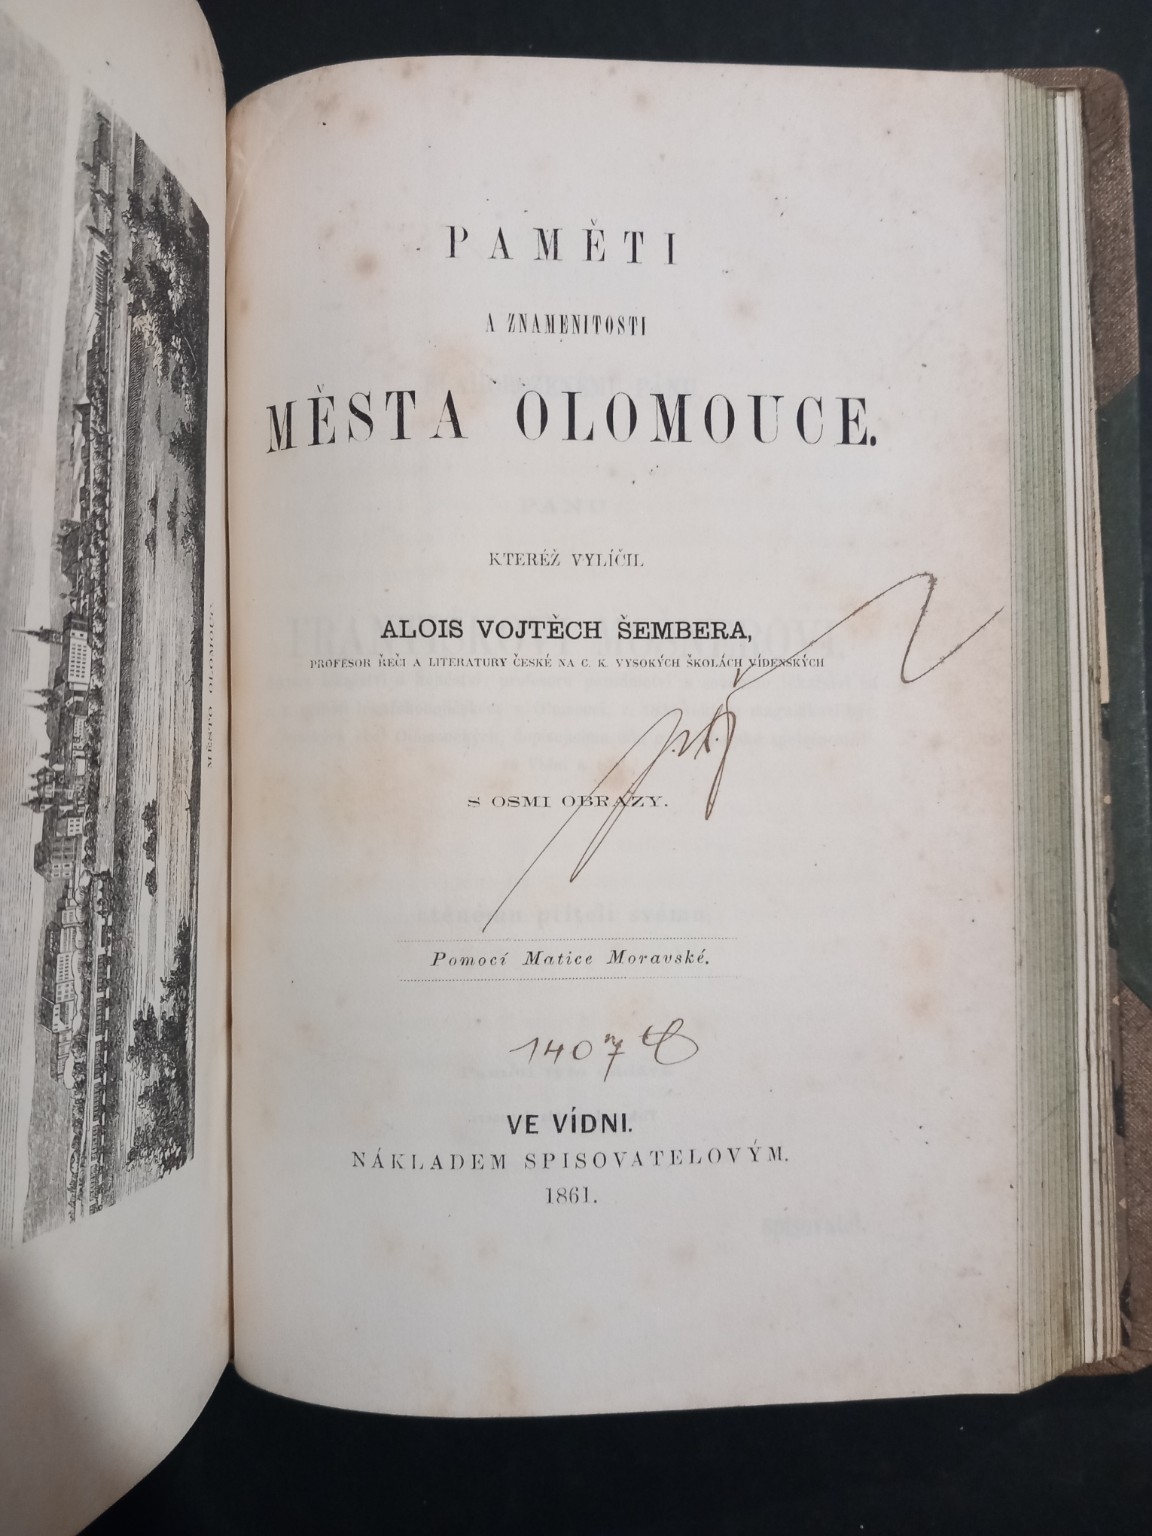 MĚSTO OLOMOUC.
PAMĚTI
A ZNAMENITOSTI
MĚSTA OLOMOUCE.
KTERÉŽ VYLÍČIL
ALOIS VOJTĚCH ŠEMBERA,
PROFESOR ŘEČI A LITERATURY ČESKÉ NA C. K. VYSOKÝCH ŠKOLÁCH VÍDENSKÝCH
S OSMI OBRAZY.
Pomocí Matice Moravské.
1407
VE VÍDNI.
NÁKLADEM SPISOVATELOVÝM.
1861.